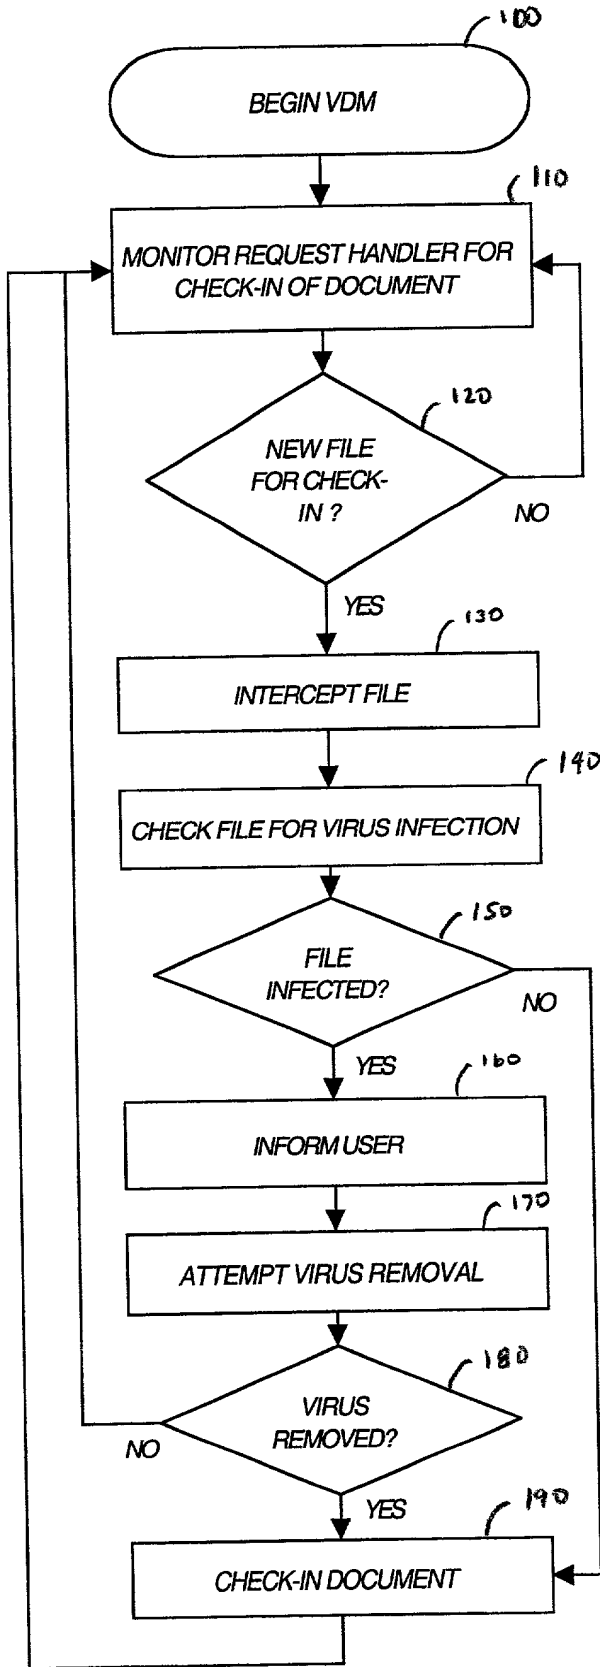 100
BEGIN VDM
110
MONITOR REQUEST HANDLER FOR
CHECK-IN OF DOCUMENT
120
NEW FILE
FOR CHECK-
IN ?
NO
YES
130
INTERCEPT FILE
140
CHECK FILE FOR VIRUS INFECTION
150
FILE
INFECTED?
NO
YES
160
INFORM USER
170
ATTEMPT VIRUS REMOVAL
180
VIRUS
REMOVED?
NO
YES
190
CHECK-IN DOCUMENT